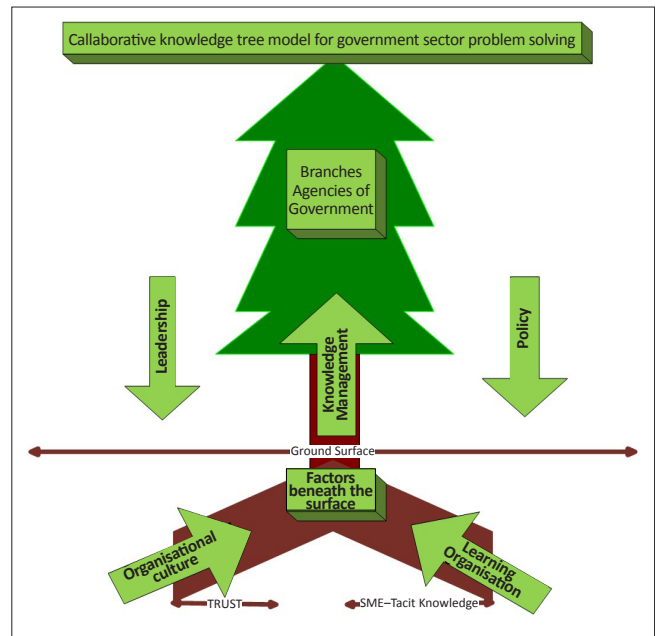 Callaborative knowledge tree model for government sector problem solving
Branches
Agencies of
Government
Leadership
Policy
Knowledge
Management
Ground Surface
Factors
beneath the
surface
Organisational
culture
Learning
Organisation
TRUST
SME–Tacit Knowledge